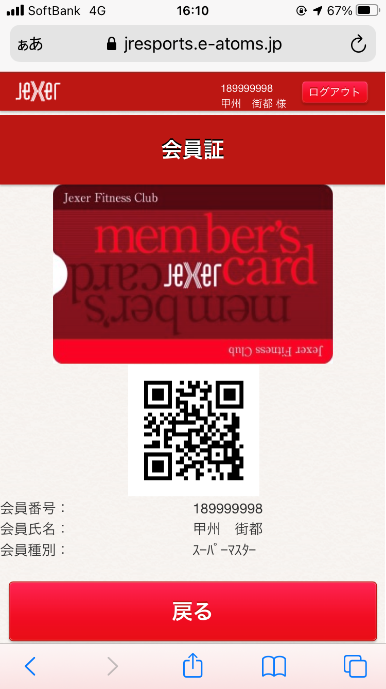 SoftBank 4G 16:10 67%
ぁあ jresports.e-atoms.jp
JEXER 189999998 ログアウト
甲州　街都 様
会員証
Jexer Fitness Club
member's
JEXER card
card
member's
Jexer Fitness Club
会員番号： 189999998
会員氏名： 甲州　街都
会員種別： ｽｰﾊﾟｰﾏｽﾀｰ
戻る